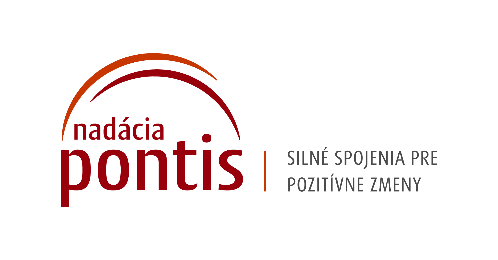 nadácia
pontis
SILNÉ SPOJENIA PRE
POZITÍVNE ZMENY